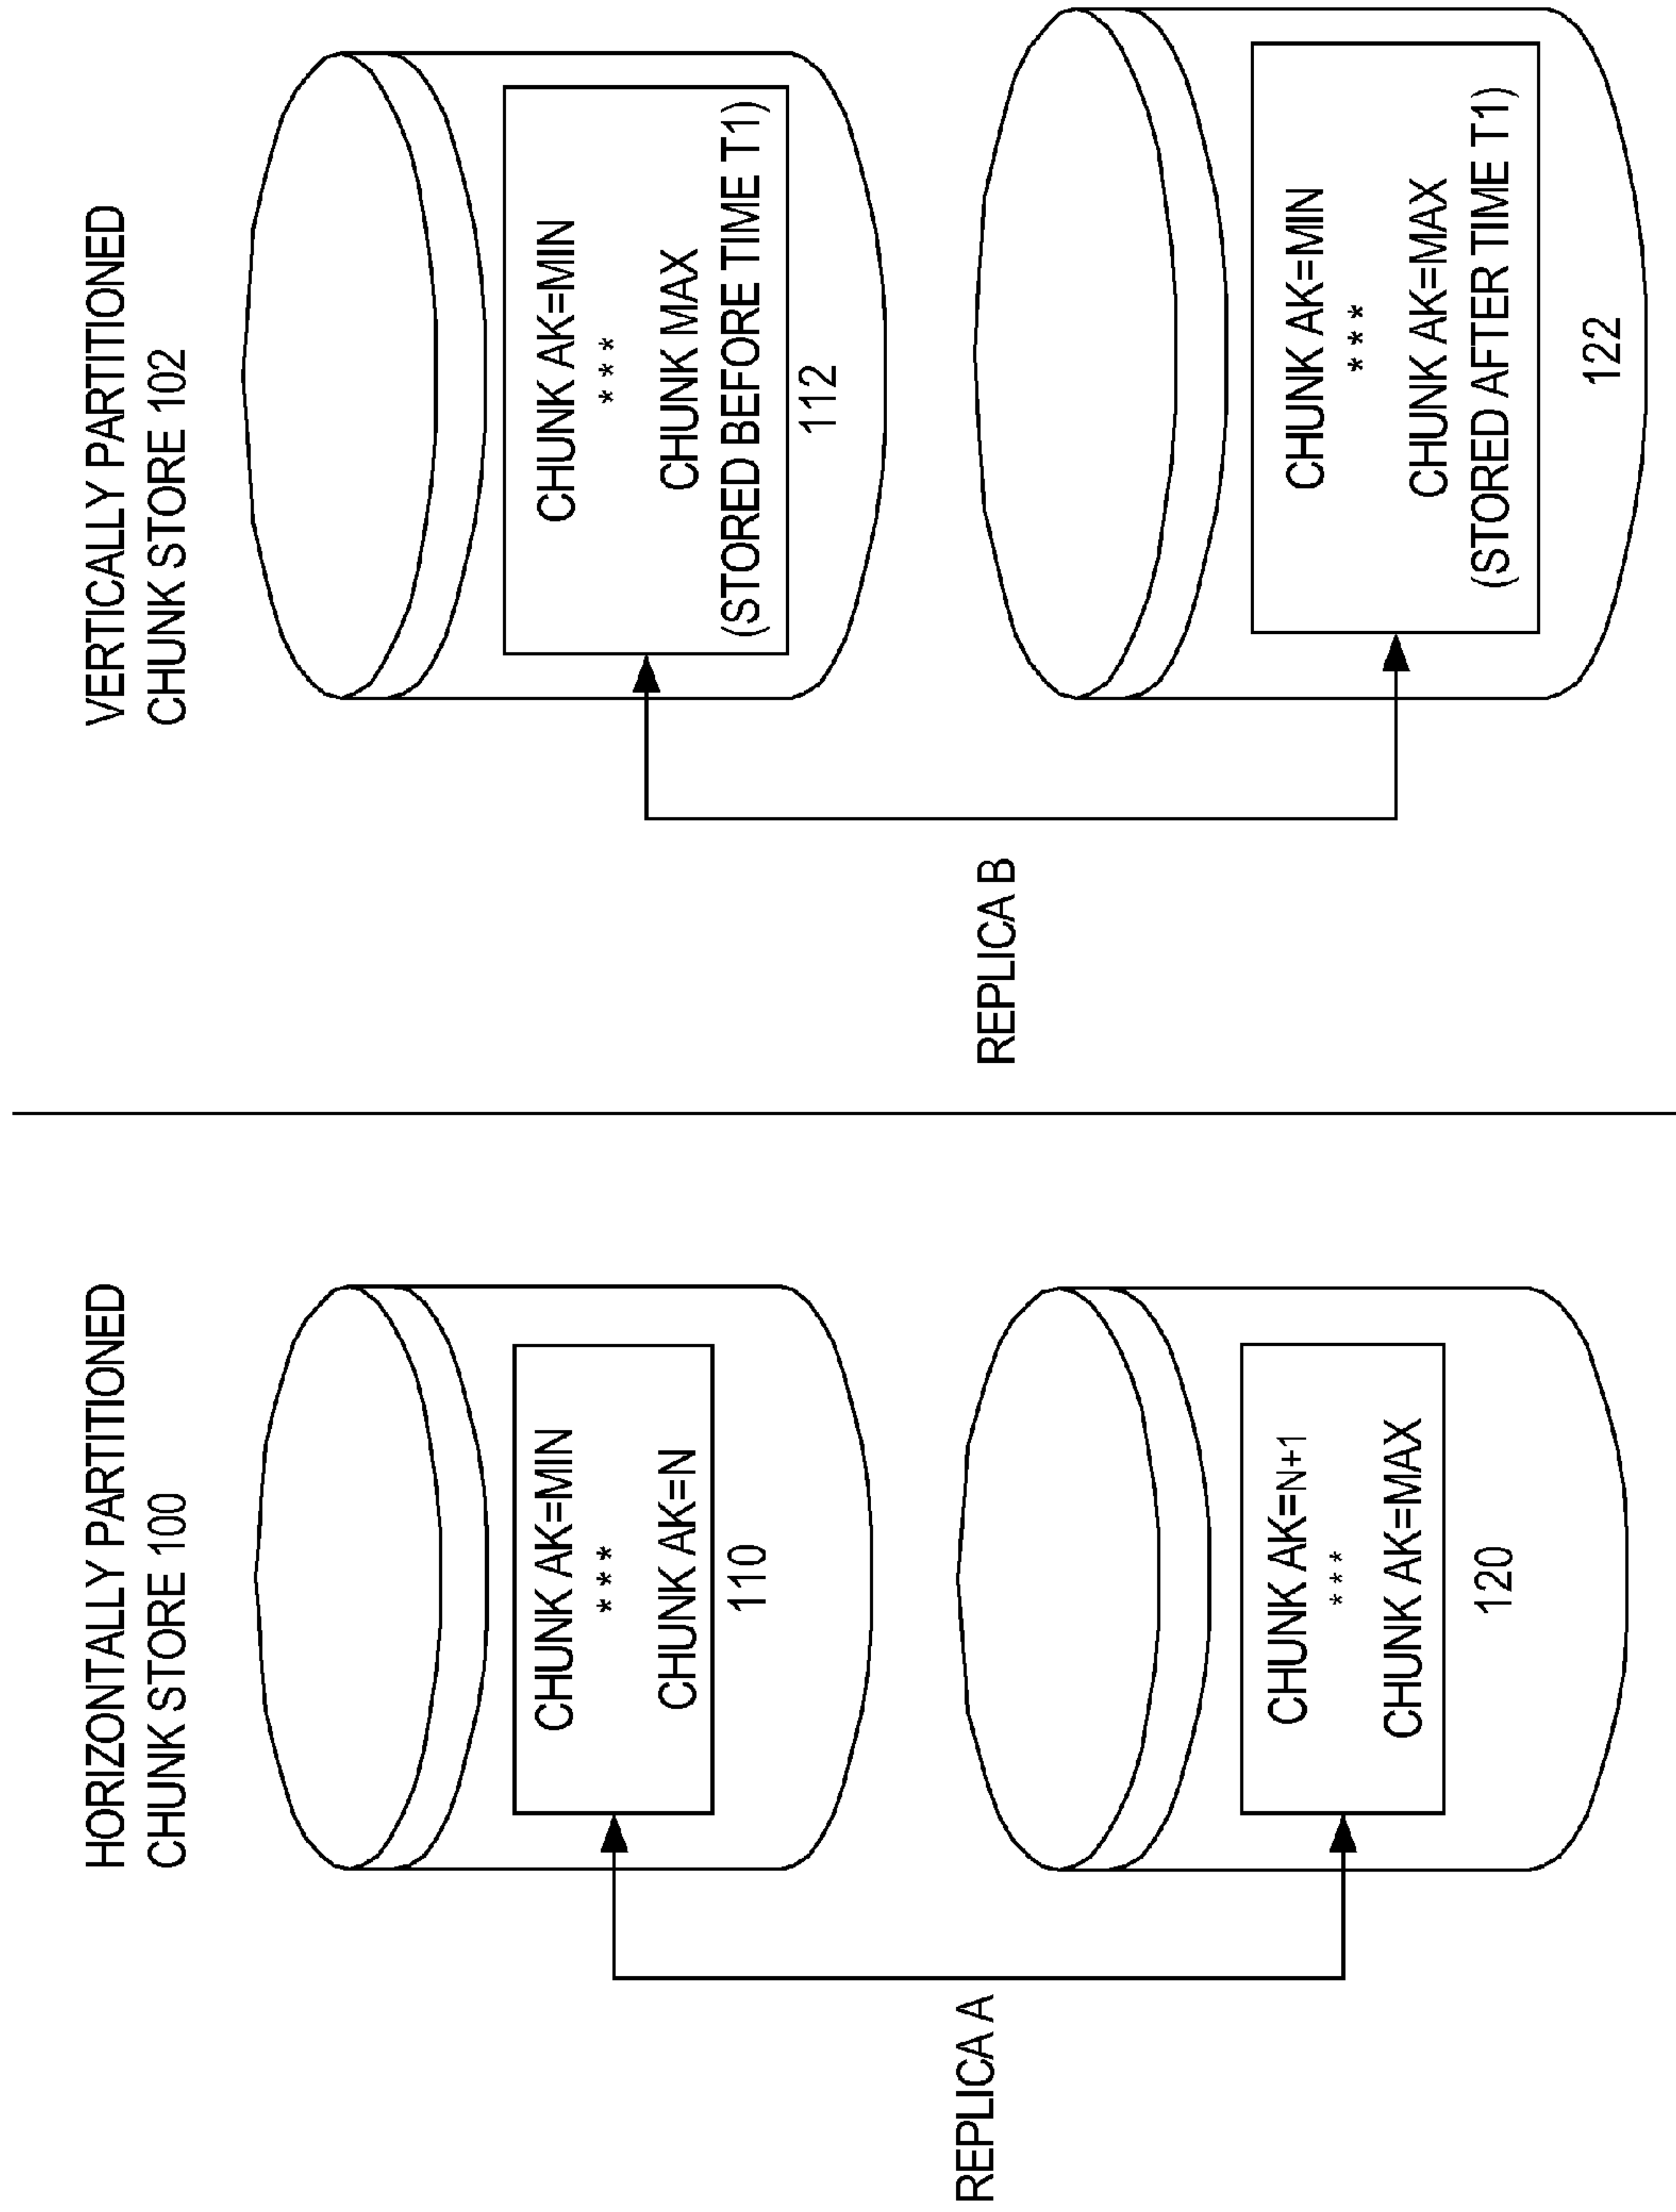 HORIZONTALLY PARTITIONED
CHUNK STORE 100
CHUNK AK=MIN
***
CHUNK AK=N
110
REPLICA A
CHUNK AK=N+1
***
CHUNK AK=MAX
120
VERTICALLY PARTITIONED
CHUNK STORE 102
CHUNK AK=MIN
***
CHUNK MAX
(STORED BEFORE TIME T1)
112
REPLICA B
CHUNK AK=MIN
***
CHUNK AK=MAX
(STORED AFTER TIME T1)
122